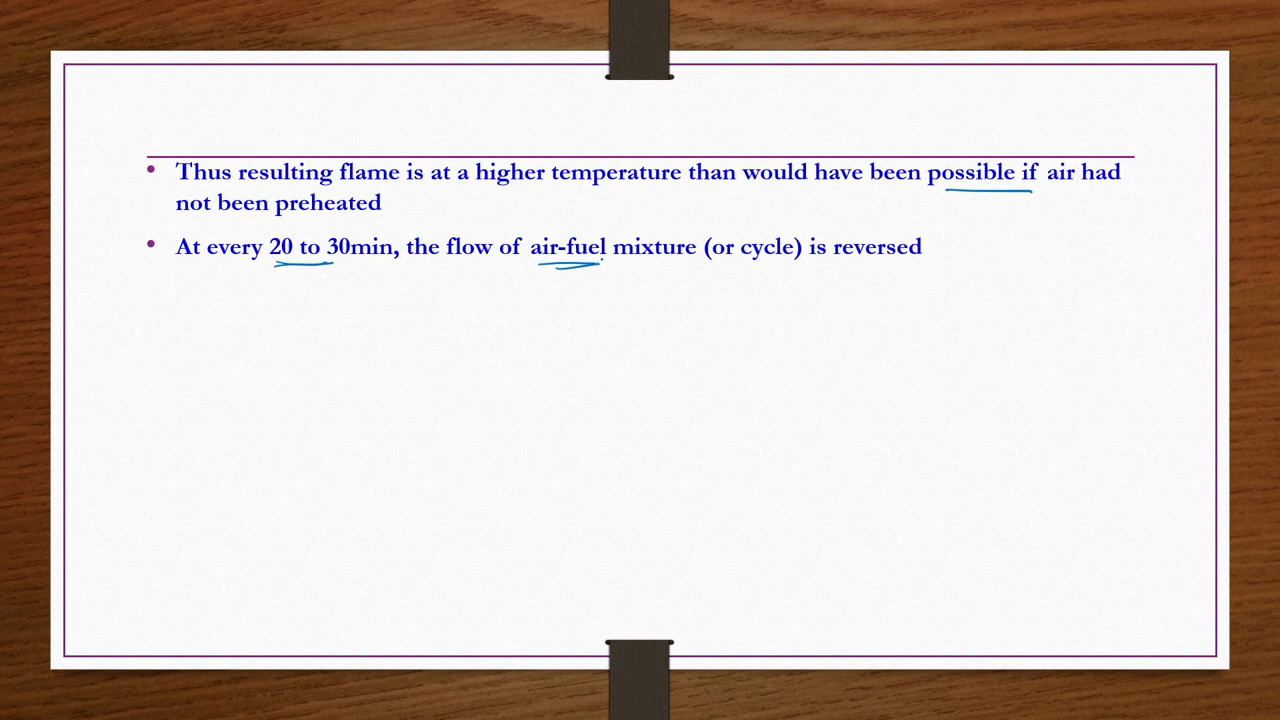 • Thus resulting flame is at a higher temperature than would have been possible if air had
not been preheated
• At every 20 to 30min, the flow of air-fuel mixture (or cycle) is reversed